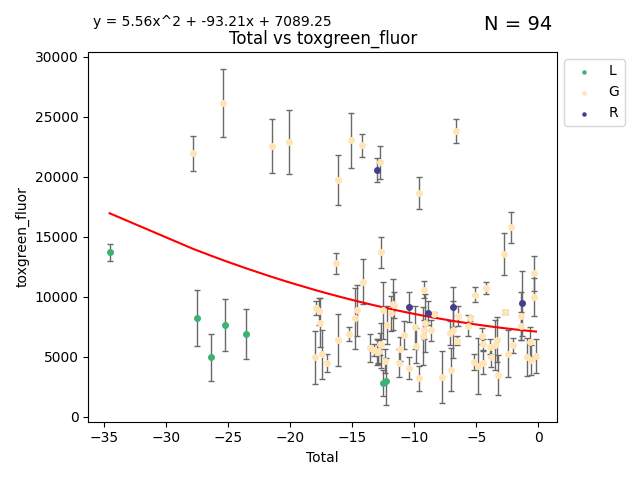 y = 5.56x^2 + -93.21x + 7089.25
N = 94
Total vs toxgreen_fluor
30000
25000
20000
15000
10000
5000
0
toxgreen_fluor
−35
−30
−25
−20
−15
−10
−5
0
Total
L
G
R